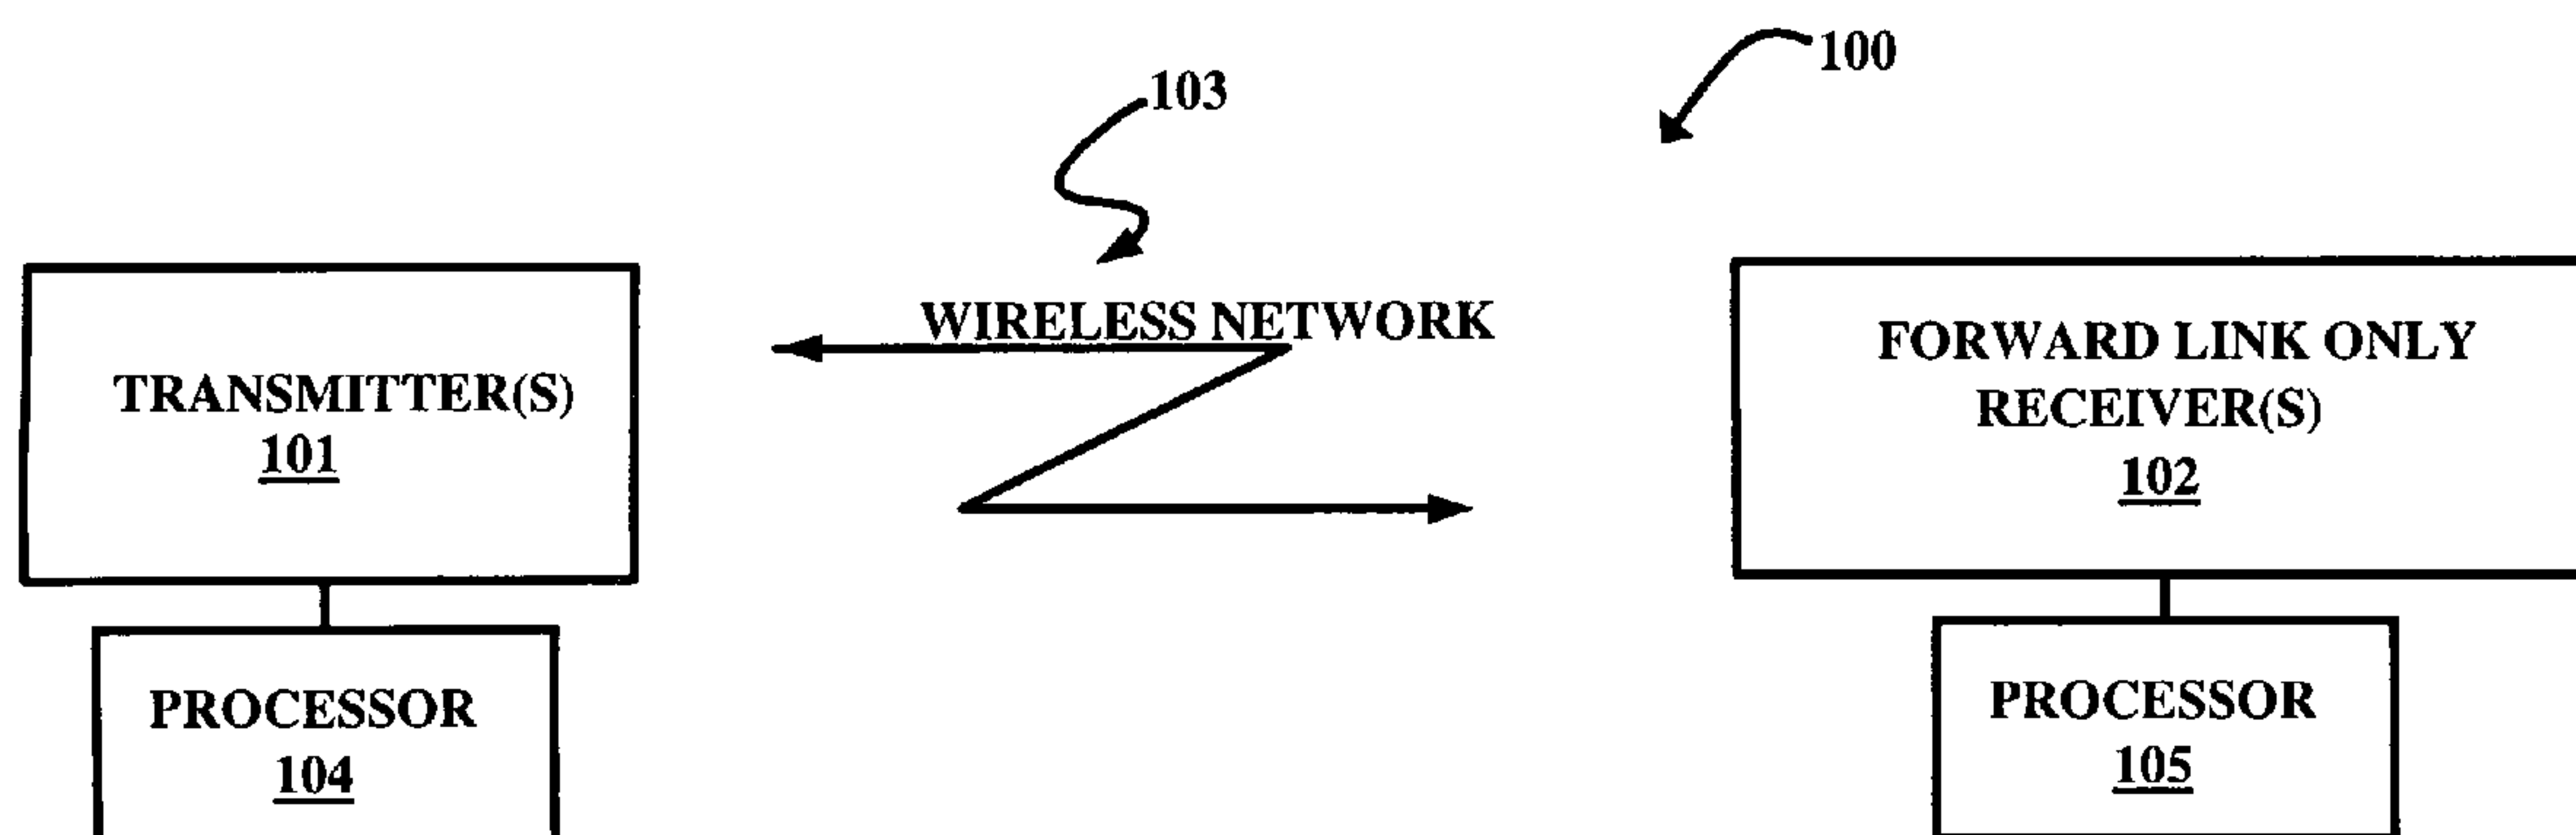 100
103
WIRELESS NETWORK
TRANSMITTER(S)
101
FORWARD LINK ONLY
RECEIVER(S)
102
PROCESSOR
104
PROCESSOR
105